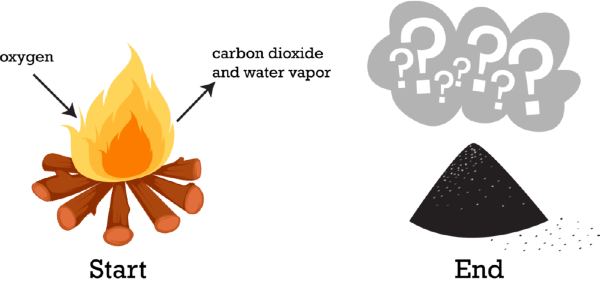 oxygen
carbon dioxide
and water vapor
? ? ? ? ? ? ?
Start
End